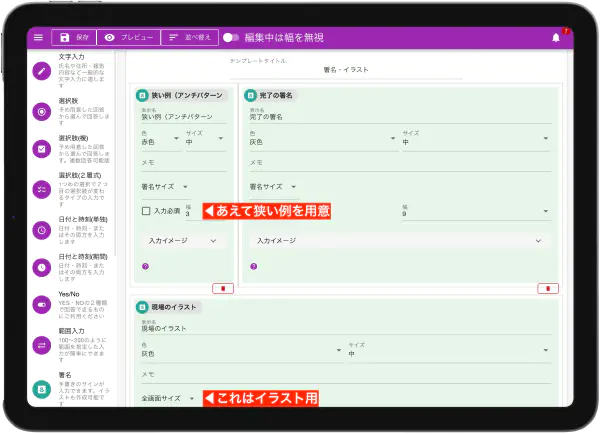 保存
プレビュー
並べ替え
編集中は幅を無視
7
文字入力
氏名や住所・種別
内容など一般的な
文字入力に適しま
す
選択肢
予め用意した回答
から選んで回答しま
す
選択肢(複)
予め用意した回答
から選んで回答しま
す。複数回答可能版
選択肢(２層式)
1つめの選択で２つ
目の選択肢が変わ
るタイプの入力です
日付と時刻(単独)
日付・時刻・また
はその両方を入力
します
日付と時刻(期間)
日付・時刻・また
はその両方を入力
します
Yes/No
YES・NOの２種類
で回答できるもの
にご利用ください
範囲入力
100〜200のように
範囲を指定した入
力が簡単にできま
す
署名
手書きのサインが
入力できます。イラ
ストも作成可能で
す
テンプレートタイトル
署名・イラスト
狭い例（アンチパターン
表示名
狭い例（アンチパターン
色
赤色
サイズ
中
メモ
署名サイズ
入力必須
幅
3
◀あえて狭い例を用意
入力イメージ
完了の署名
表示名
完了の署名
色
灰色
サイズ
中
メモ
署名サイズ
幅
9
入力イメージ
現場のイラスト
表示名
現場のイラスト
色
灰色
サイズ
中
メモ
全画面サイズ
◀これはイラスト用